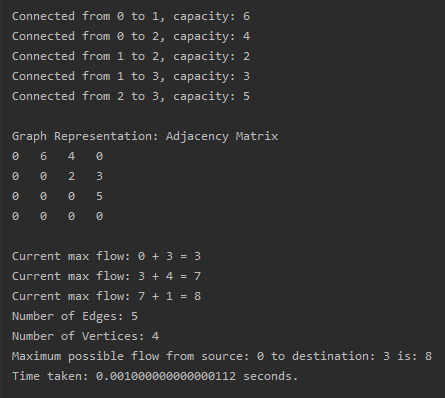 Connected from 0 to 1, capacity: 6
Connected from 0 to 2, capacity: 4
Connected from 1 to 2, capacity: 2
Connected from 1 to 3, capacity: 3
Connected from 2 to 3, capacity: 5
Graph Representation: Adjacency Matrix
0 6 4 0
0 0 2 3
0 0 0 5
0 0 0 0
Current max flow: 0 + 3 = 3
Current max flow: 3 + 4 = 7
Current max flow: 7 + 1 = 8
Number of Edges: 5
Number of Vertices: 4
Maximum possible flow from source: 0 to destination: 3 is: 8
Time taken: 0.001000000000000112 seconds.